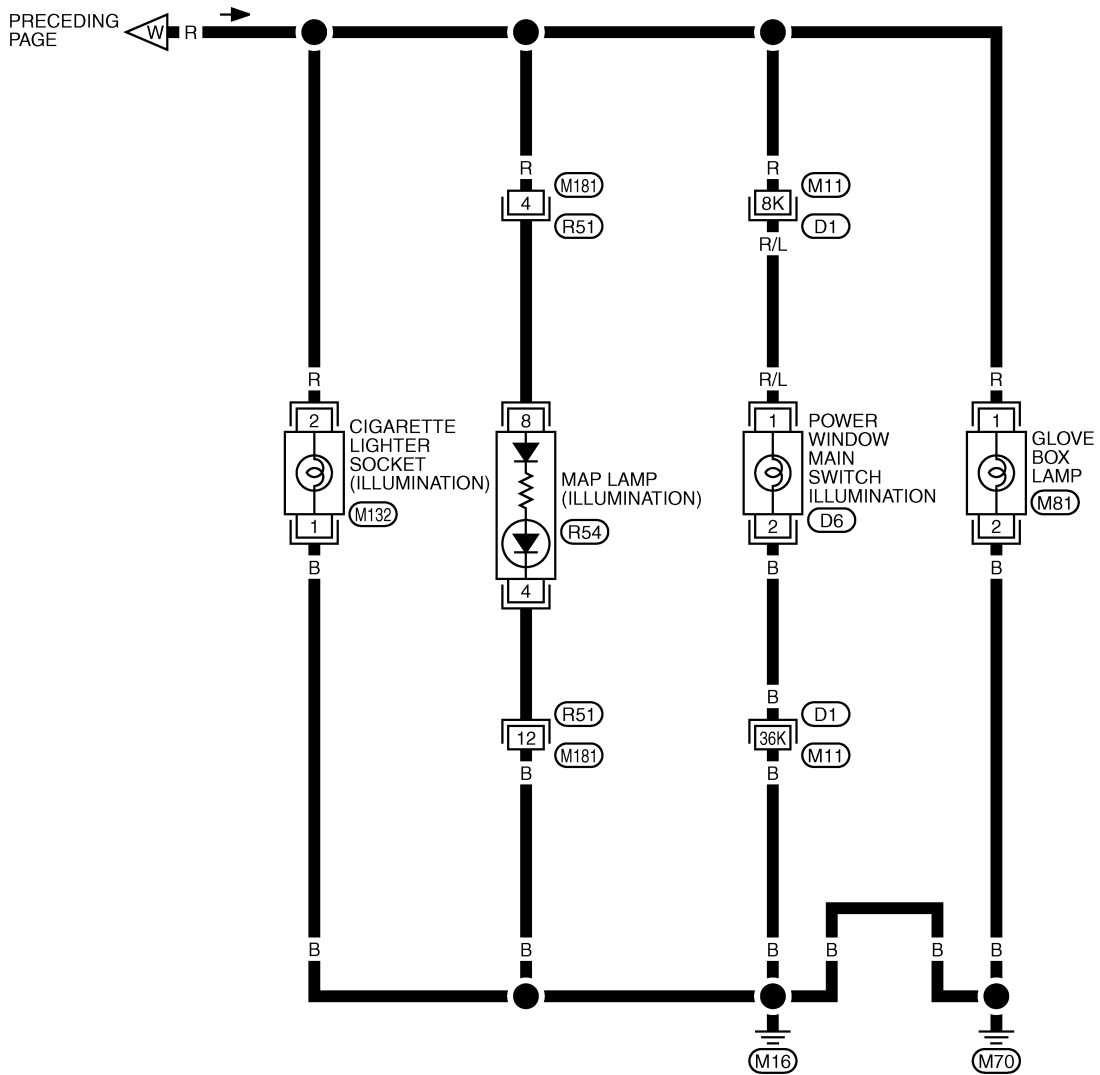 PRECEDING
PAGE
W
R
R
R
M181
M11
4
8K
R51
D1
R/L
R
R/L
R
2
8
1
1
CIGARETTE
LIGHTER
SOCKET
(ILLUMINATION)
M132
MAP LAMP
(ILLUMINATION)
R54
POWER
WINDOW
MAIN
SWITCH
ILLUMINATION
D6
GLOVE
BOX
LAMP
M81
1
2
2
B
B
B
4
B
R51
D1
12
36K
M181
M11
B
B
B
B
B
B
B
B
M16
M70